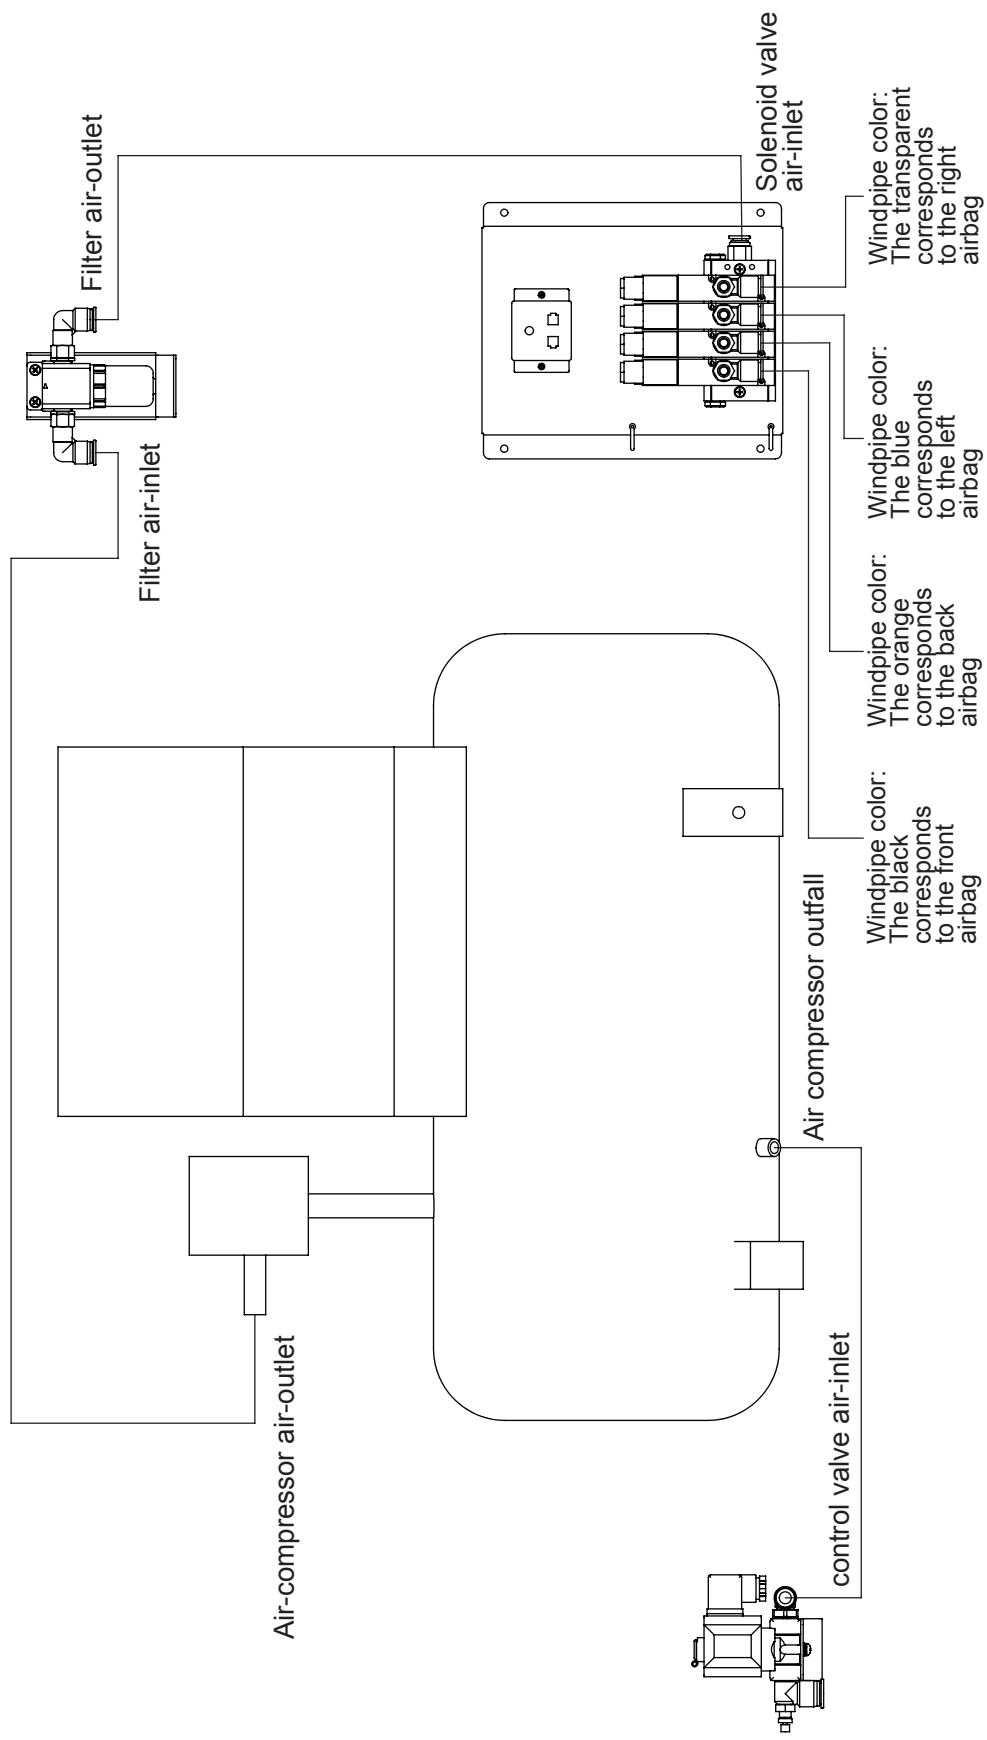 Air-compressor air-outlet
Filter air-inlet
Filter air-outlet
control valve air-inlet
Air compressor outfall
Solenoid valve
air-inlet
Windpipe color:
The black
corresponds
to the front
airbag
Windpipe color:
The orange
corresponds
to the back
airbag
Windpipe color:
The blue
corresponds
to the left
airbag
Windpipe color:
The transparent
corresponds
to the right
airbag